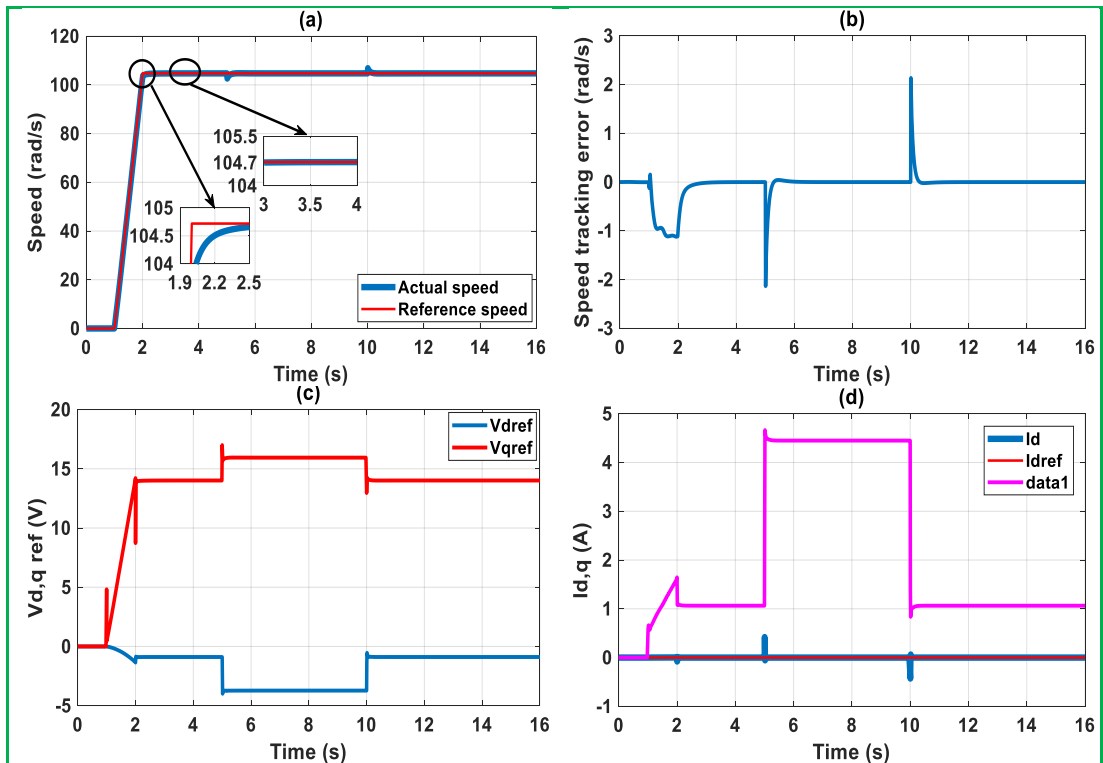 (a)
Speed (rad/s)
120
100
80
60
40
20
0
105.5
104.7
104
3 3.5 4
105
104.5
104
1.9 2.2 2.5
Actual speed
Reference speed
0 2 4 6 8 10 12 14 16
Time (s)
(b)
Speed tracking error (rad/s)
3
2
1
0
-1
-2
-3
0 2 4 6 8 10 12 14 16
Time (s)
(c)
Vd,q ref (V)
20
15
10
5
0
-5
Vdref
Vqref
0 2 4 6 8 10 12 14 16
Time (s)
(d)
Id,q (A)
5
4
3
2
1
0
-1
Id
Idref
data1
0 2 4 6 8 10 12 14 16
Time (s)